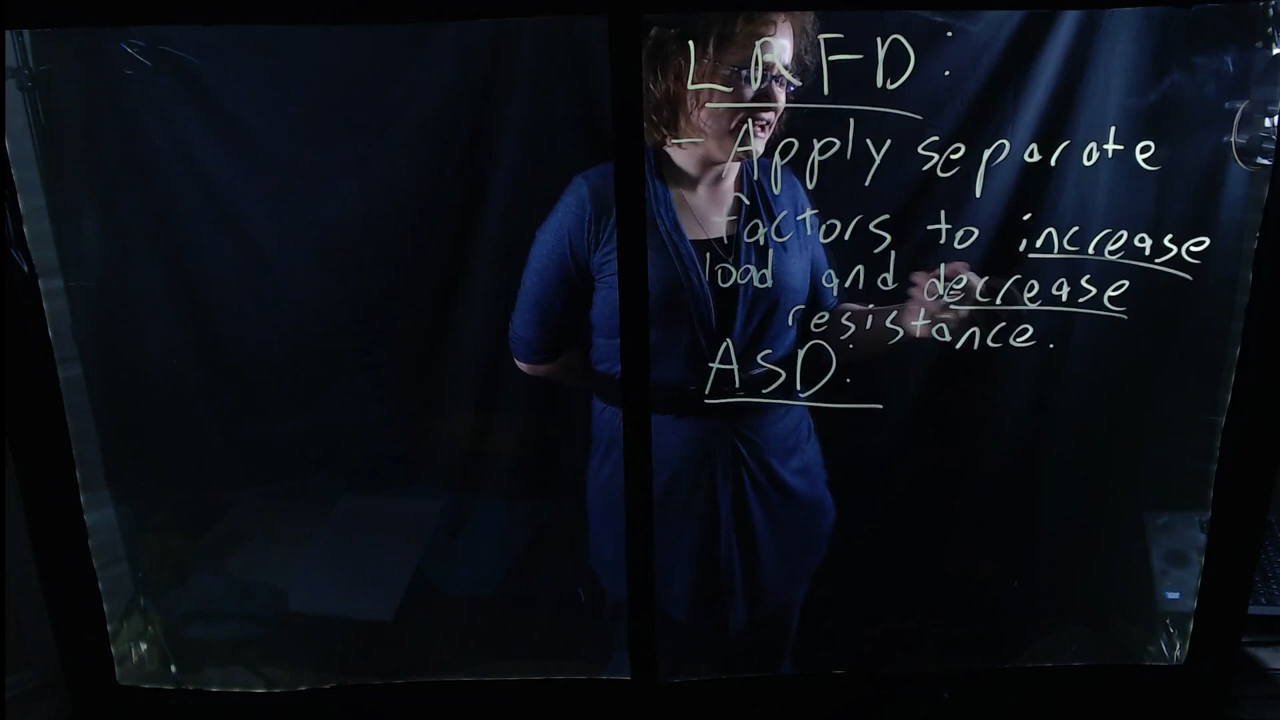 LRFD:
- Apply separate
factors to increase
load and decrease
resistance.
ASD: